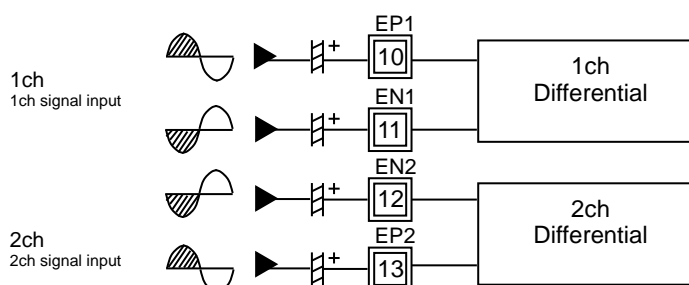 EP1
+
10
1ch
Differential
1ch
1ch signal input
EN1
+
11
EN2
+
12
2ch
Differential
2ch
2ch signal input
EP2
+
13